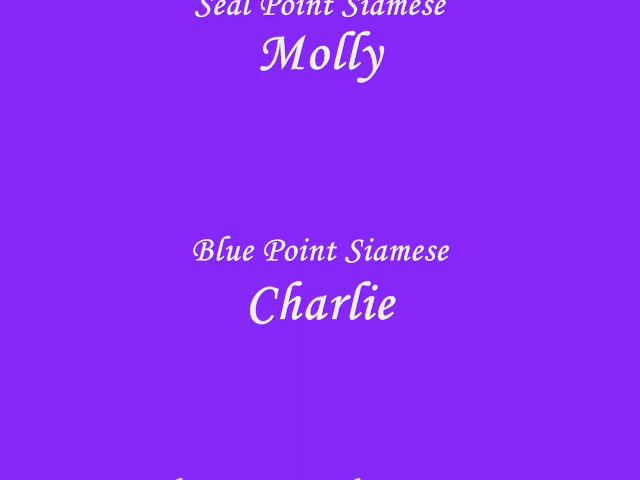 Seal Point Siamese
Molly
Blue Point Siamese
Charlie